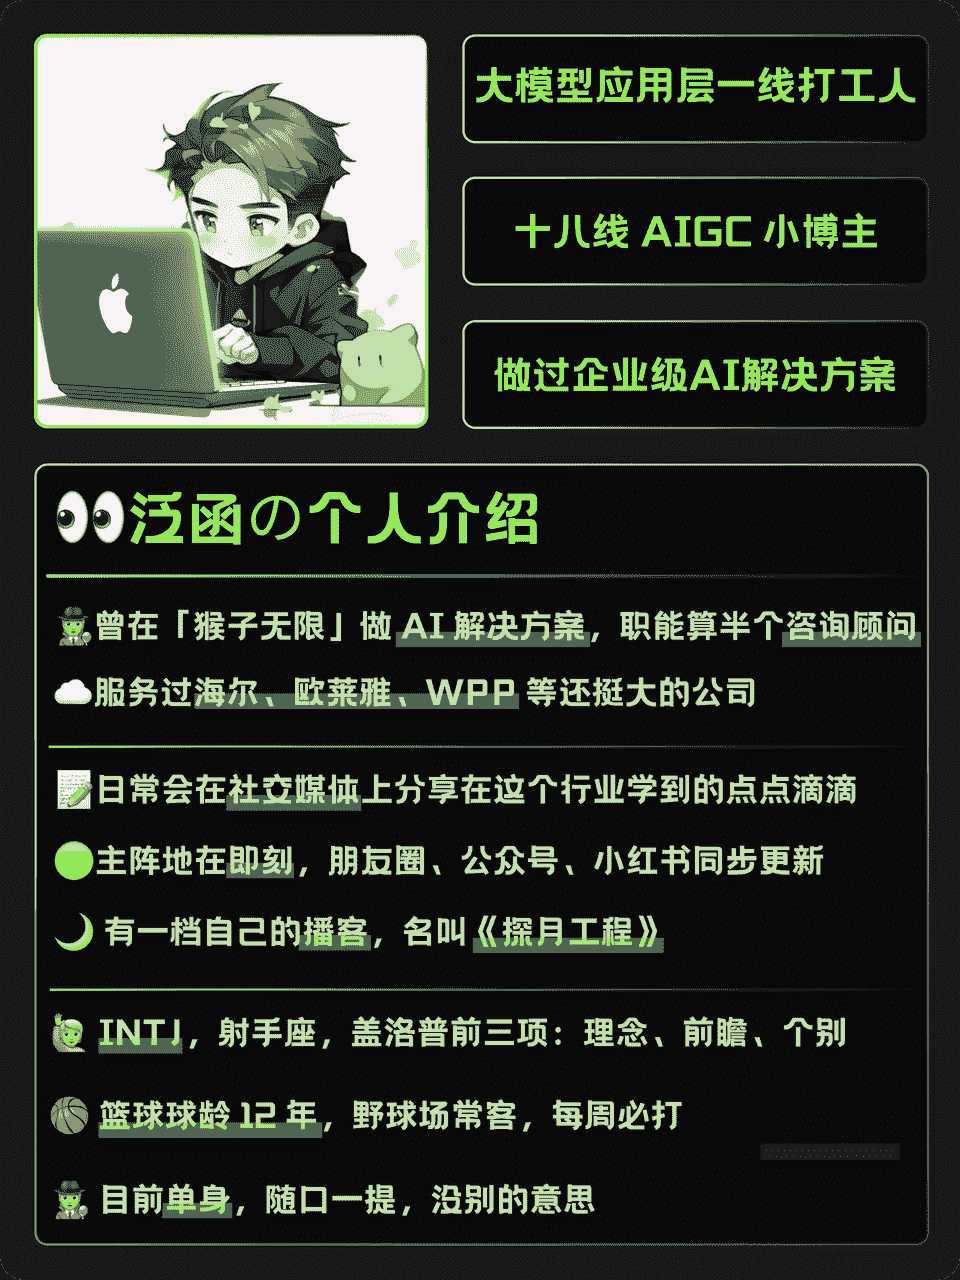 大模型应用层一线打工人
十八线 AIGC 小博主
做过企业级AI解决方案
👀泛函の个人介绍
曾在「猴子无限」做 AI 解决方案，职能算半个咨询顾问
服务过海尔、欧莱雅、WPP 等还挺大的公司
日常会在社交媒体上分享在这个行业学到的点点滴滴
主阵地在即刻，朋友圈、公众号、小红书同步更新
有一档自己的播客，名叫《探月工程》
INTJ，射手座，盖洛普前三项：理念、前瞻、个别
篮球球龄 12 年，野球场常客，每周必打
目前单身，随口一提，没别的意思